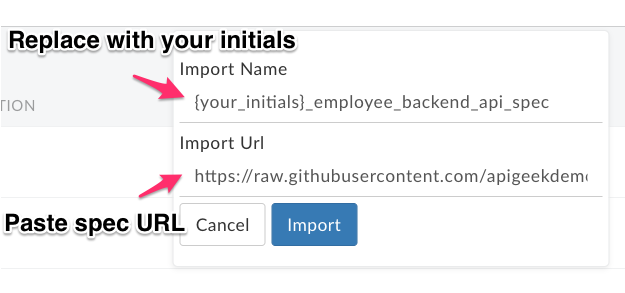 Replace with your initials
Import Name
TION
{your_initials}_employee_backend_api_spec
Import Url
https://raw.githubusercontent.com/apigeekdem
Paste spec URL
Cancel
Import